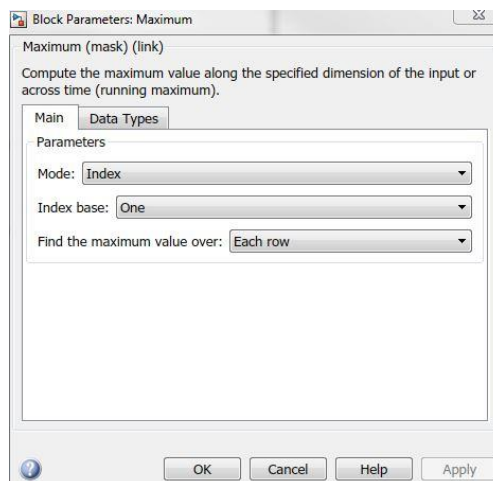 Block Parameters: Maximum
Maximum (mask) (link)
Compute the maximum value along the specified dimension of the input or
across time (running maximum).
Main Data Types
Parameters
Mode: Index
Index base: One
Find the maximum value over: Each row
OK Cancel Help Apply